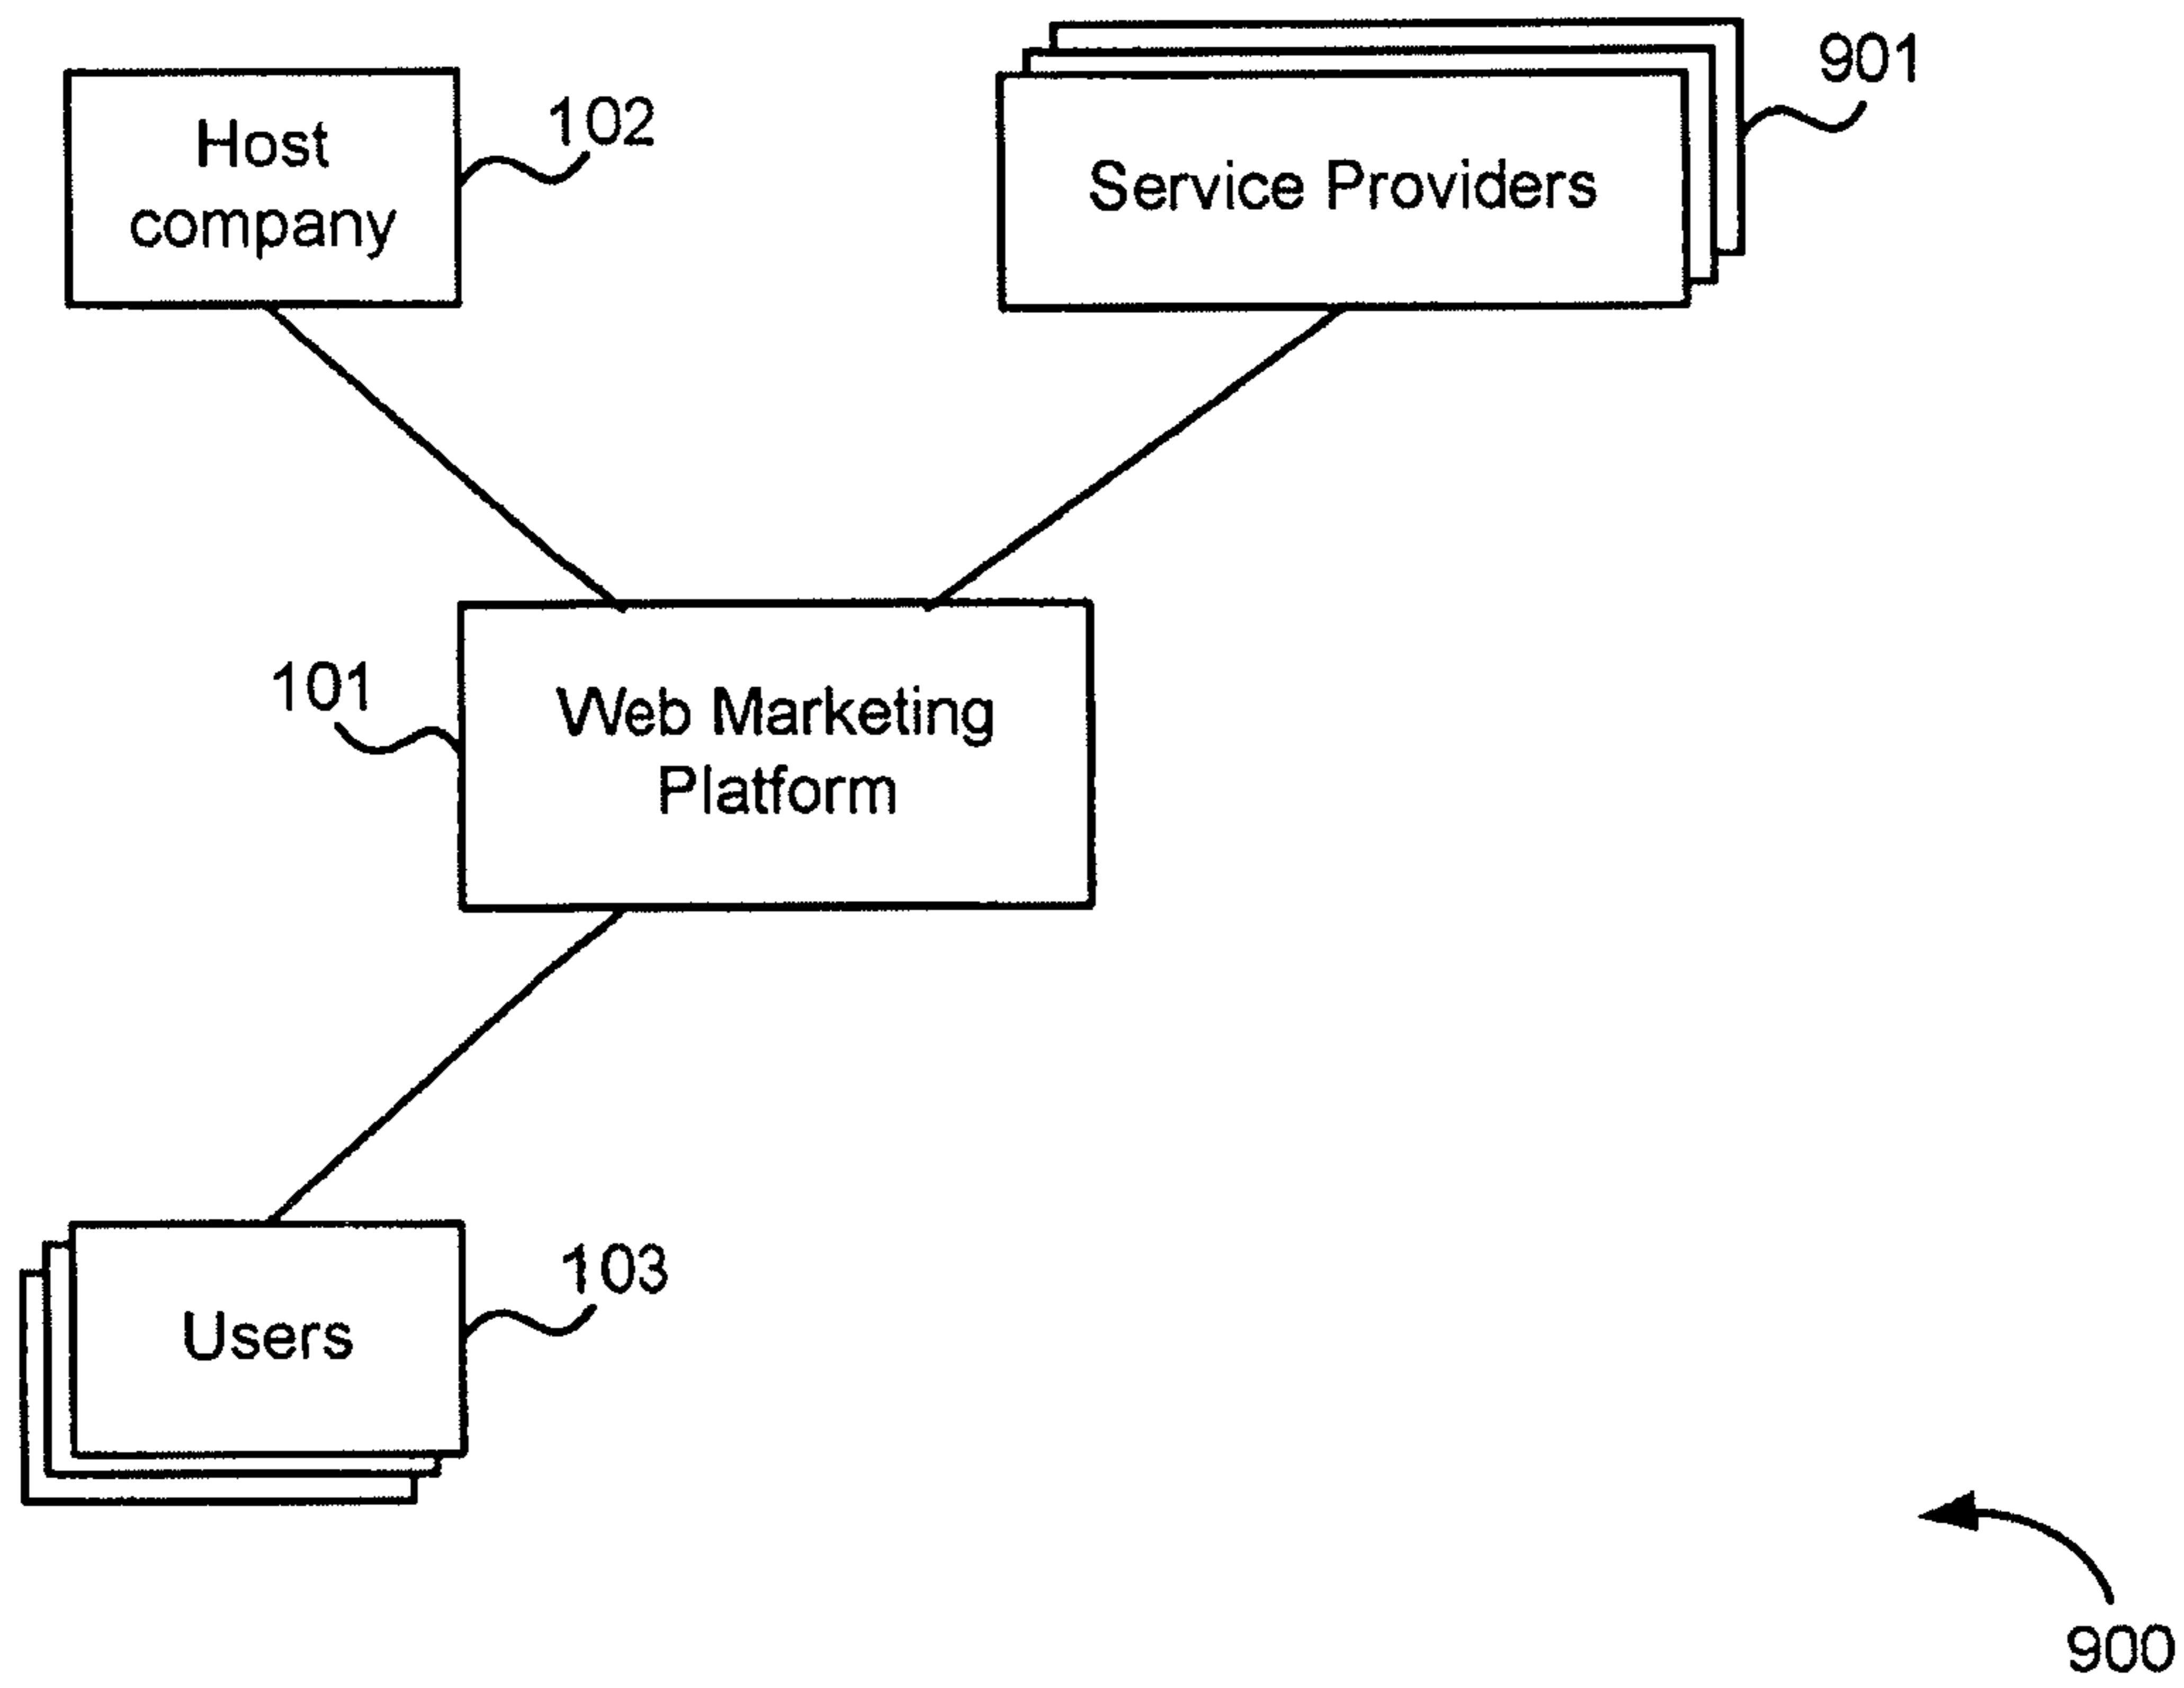 901
102
Host
company
Service Providers
101
Web Marketing
Platform
103
Users
900